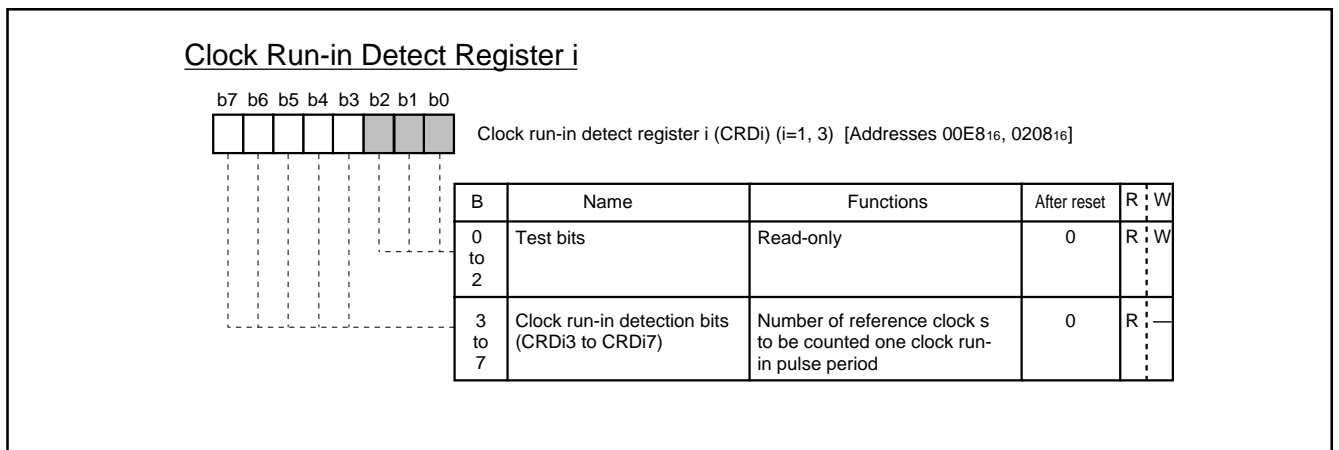 Clock Run-in Detect Register i
b7 b6 b5 b4 b3 b2 b1 b0
Clock run-in detect register i (CRDi) (i=1, 3) [Addresses 00E816, 020816]
B Name Functions After reset R W
0 Test bits Read-only 0 R W
to
2
3 Clock run-in detection bits Number of reference clock s 0 R —
to (CRDi3 to CRDi7) to be counted one clock run-
7 in pulse period